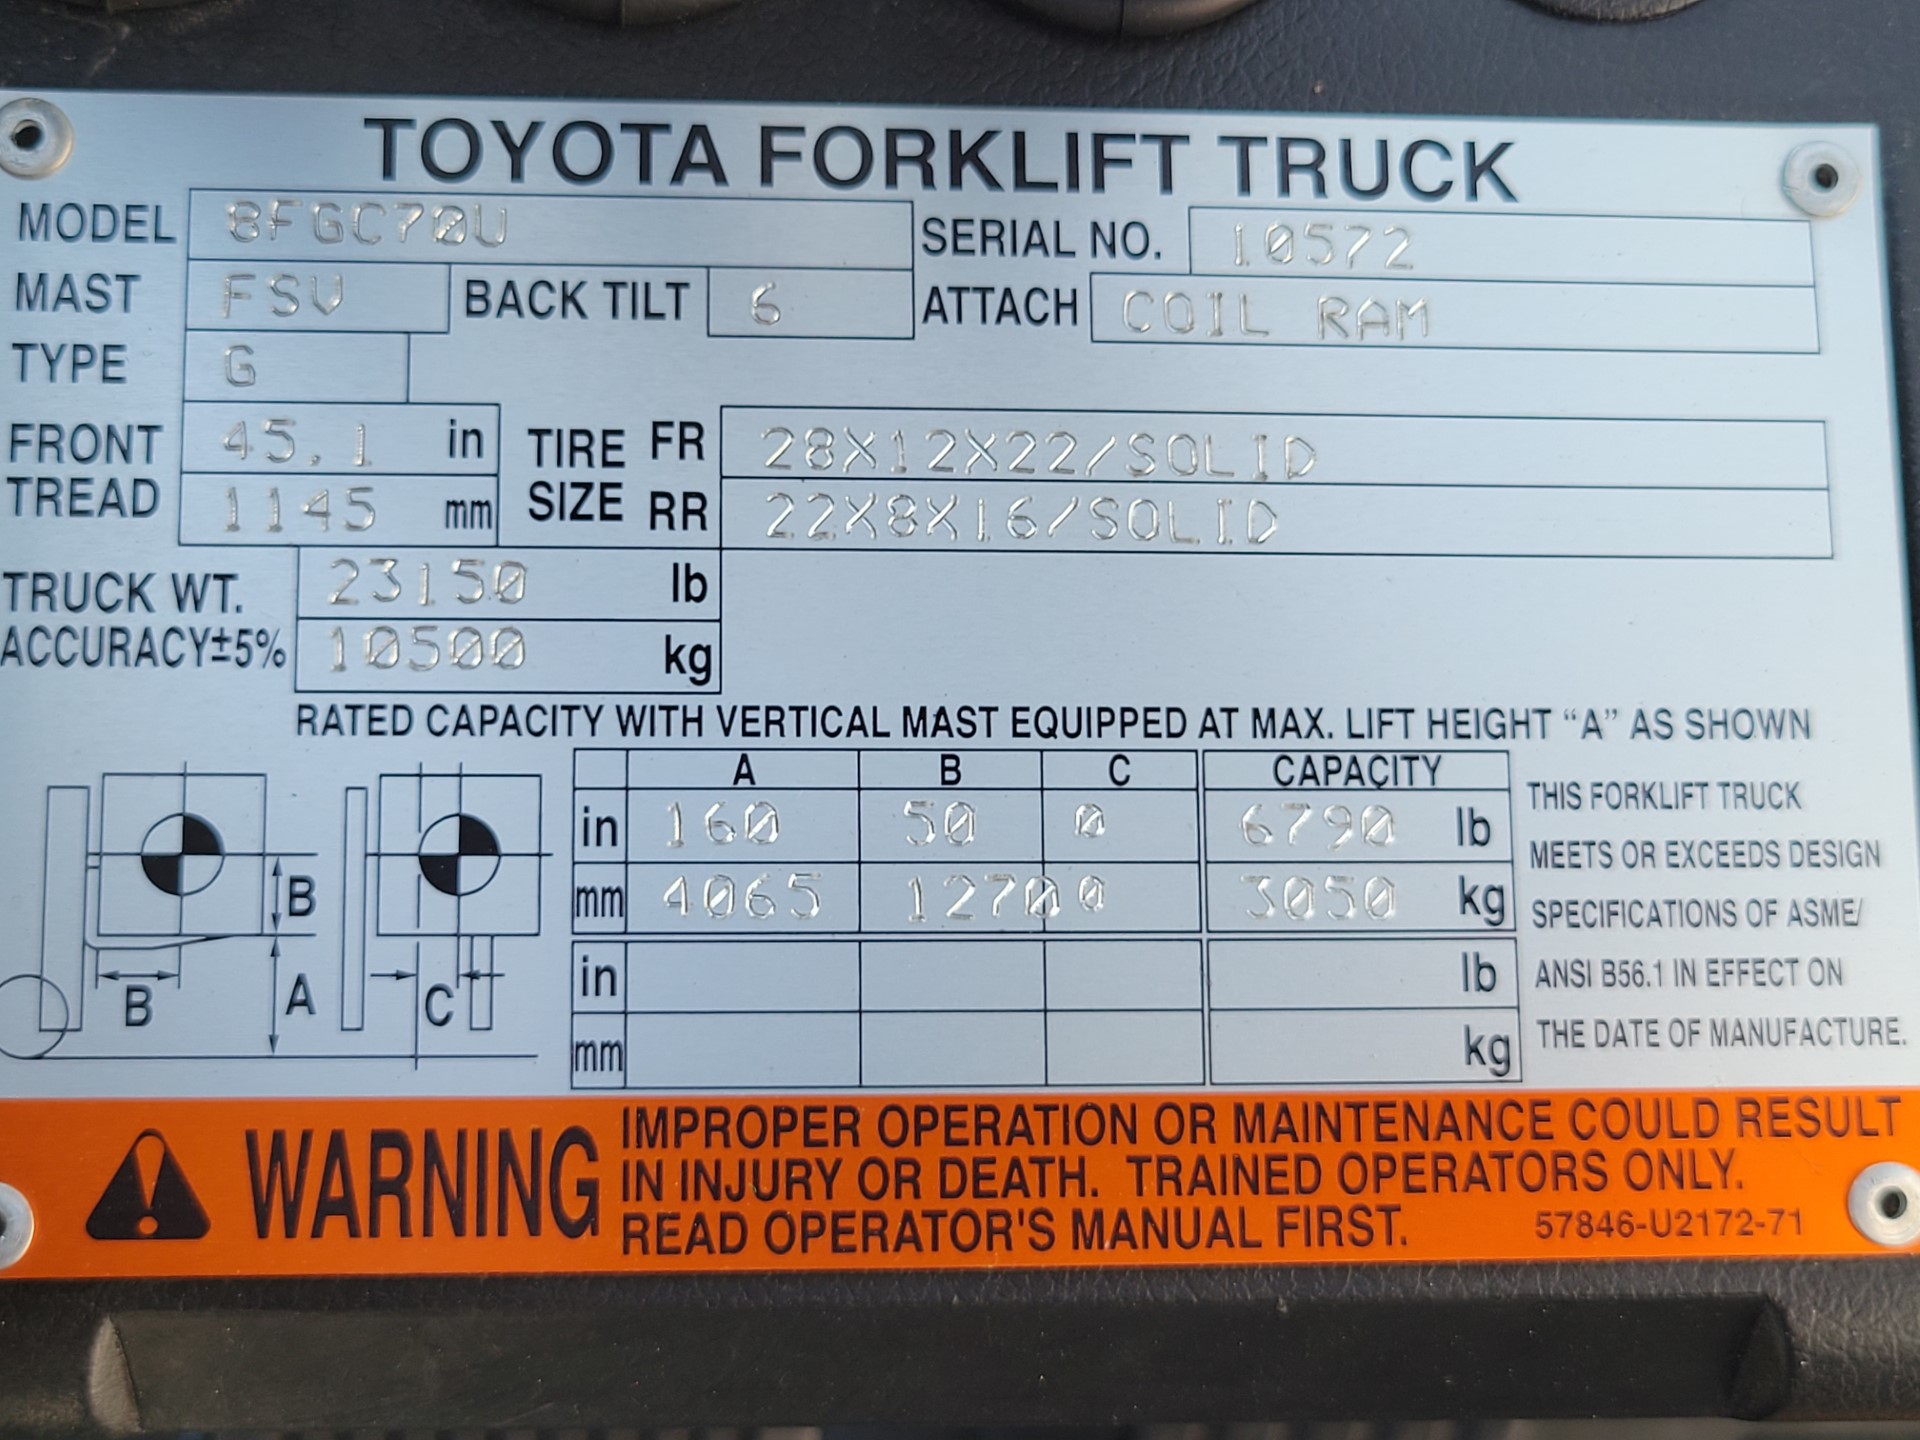 TOYOTA FORKLIFT TRUCK
MODEL 8FGC70U SERIAL NO. 10572
MAST FSV BACK TILT 6 ATTACH COIL RAM
TYPE G
FRONT TREAD 45.1 in TIRE SIZE FR 28X12X22/SOLID
1145 mm RR 22X8X16/SOLID
TRUCK WT. 23150 lb
ACCURACY±5% 10500 kg
RATED CAPACITY WITH VERTICAL MAST EQUIPPED AT MAX. LIFT HEIGHT “A” AS SHOWN
A B C CAPACITY
in 160 50 0 6790 lb
mm 4065 1270 0 3050 kg
in lb
mm kg
B
B A C
THIS FORKLIFT TRUCK
MEETS OR EXCEEDS DESIGN
SPECIFICATIONS OF ASME/
ANSI B56.1 IN EFFECT ON
THE DATE OF MANUFACTURE.
WARNING
IMPROPER OPERATION OR MAINTENANCE COULD RESULT
IN INJURY OR DEATH. TRAINED OPERATORS ONLY.
READ OPERATOR'S MANUAL FIRST. 57846-U2172-71